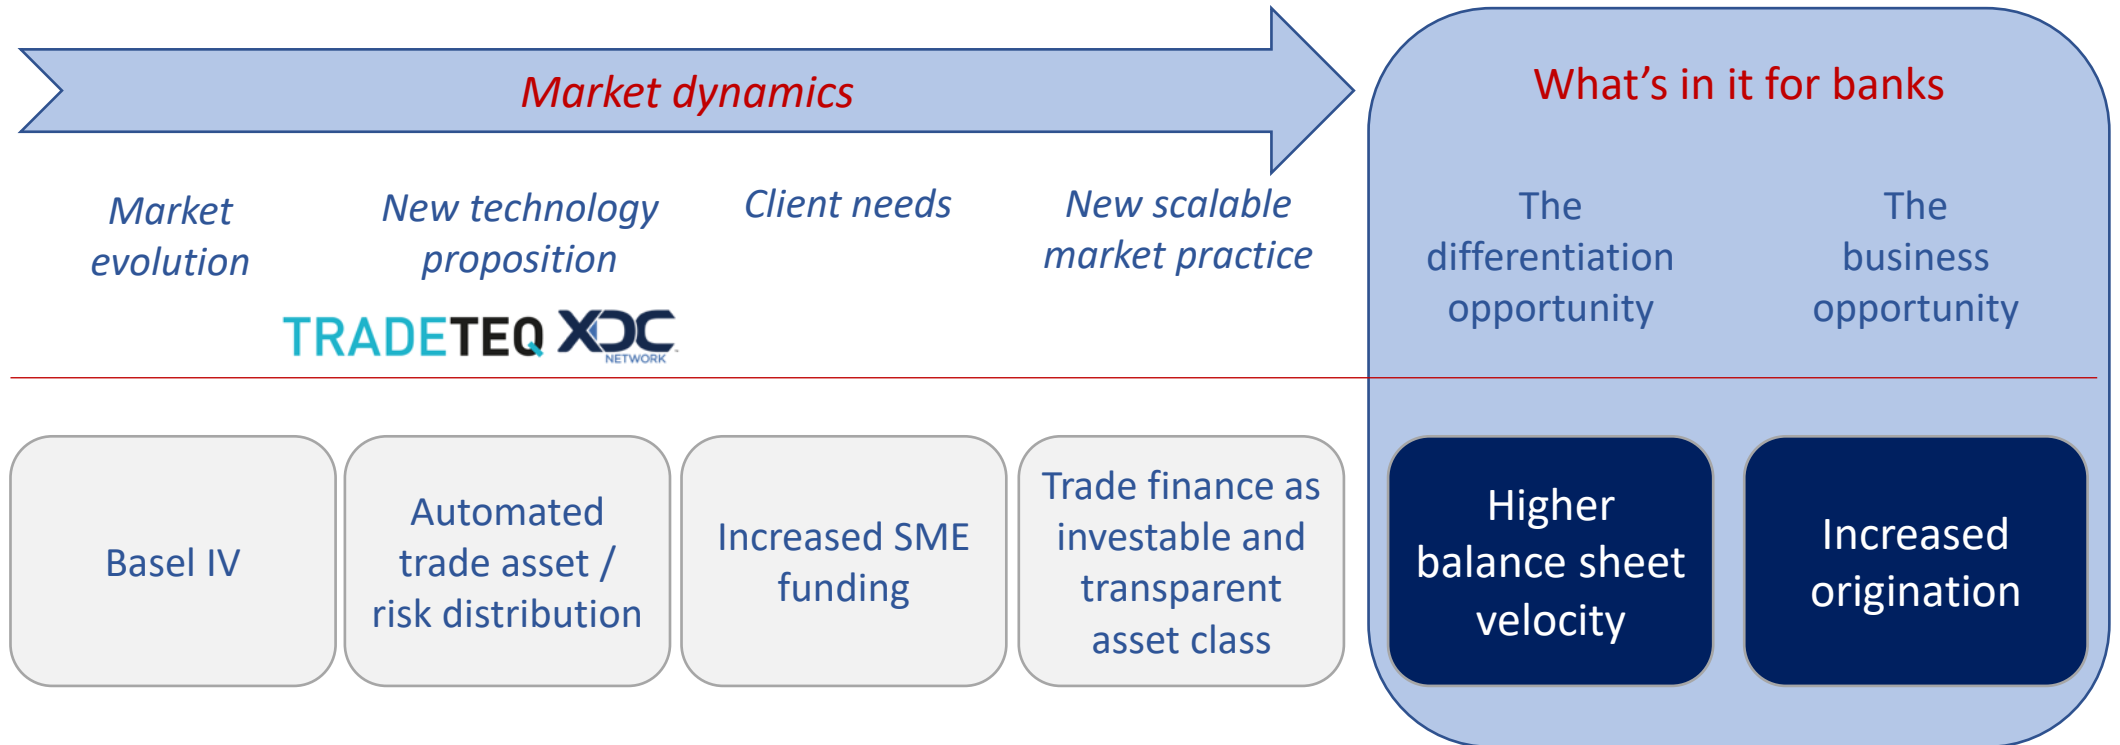 Market dynamics
What's in it for banks
Market
evolution
New technology
proposition
TRADETEQ XDC
NETWORK
Client needs
New scalable
market practice
The
differentiation
opportunity
The
business
opportunity
Basel IV
Automated
trade asset /
risk distribution
Increased SME
funding
Trade finance as
investable and
transparent
asset class
Higher
balance sheet
velocity
Increased
origination